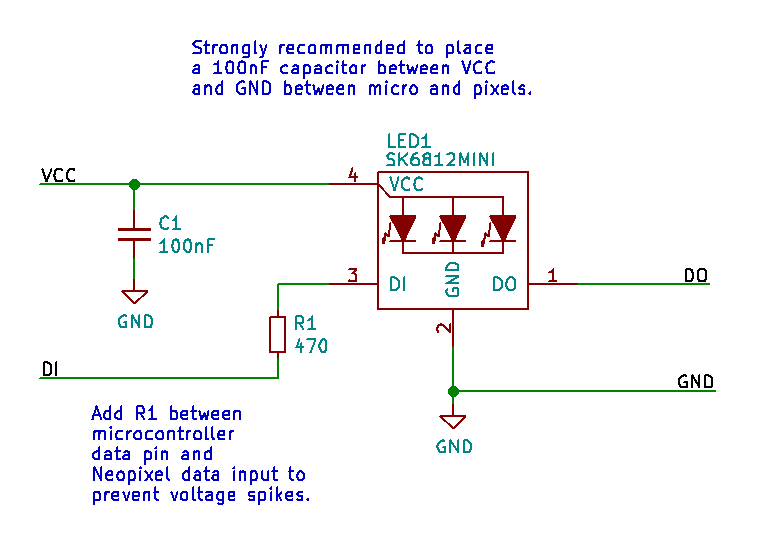 Strongly recommended to place
a 100nF capacitor between VCC
and GND between micro and pixels.
LED1
SK6812MINI
VCC
4
VCC
C1
100nF
GND
3
DI
GND
DO
1
DO
2
R1
470
DI
GND
GND
Add R1 between
microcontroller
data pin and
Neopixel data input to
prevent voltage spikes.